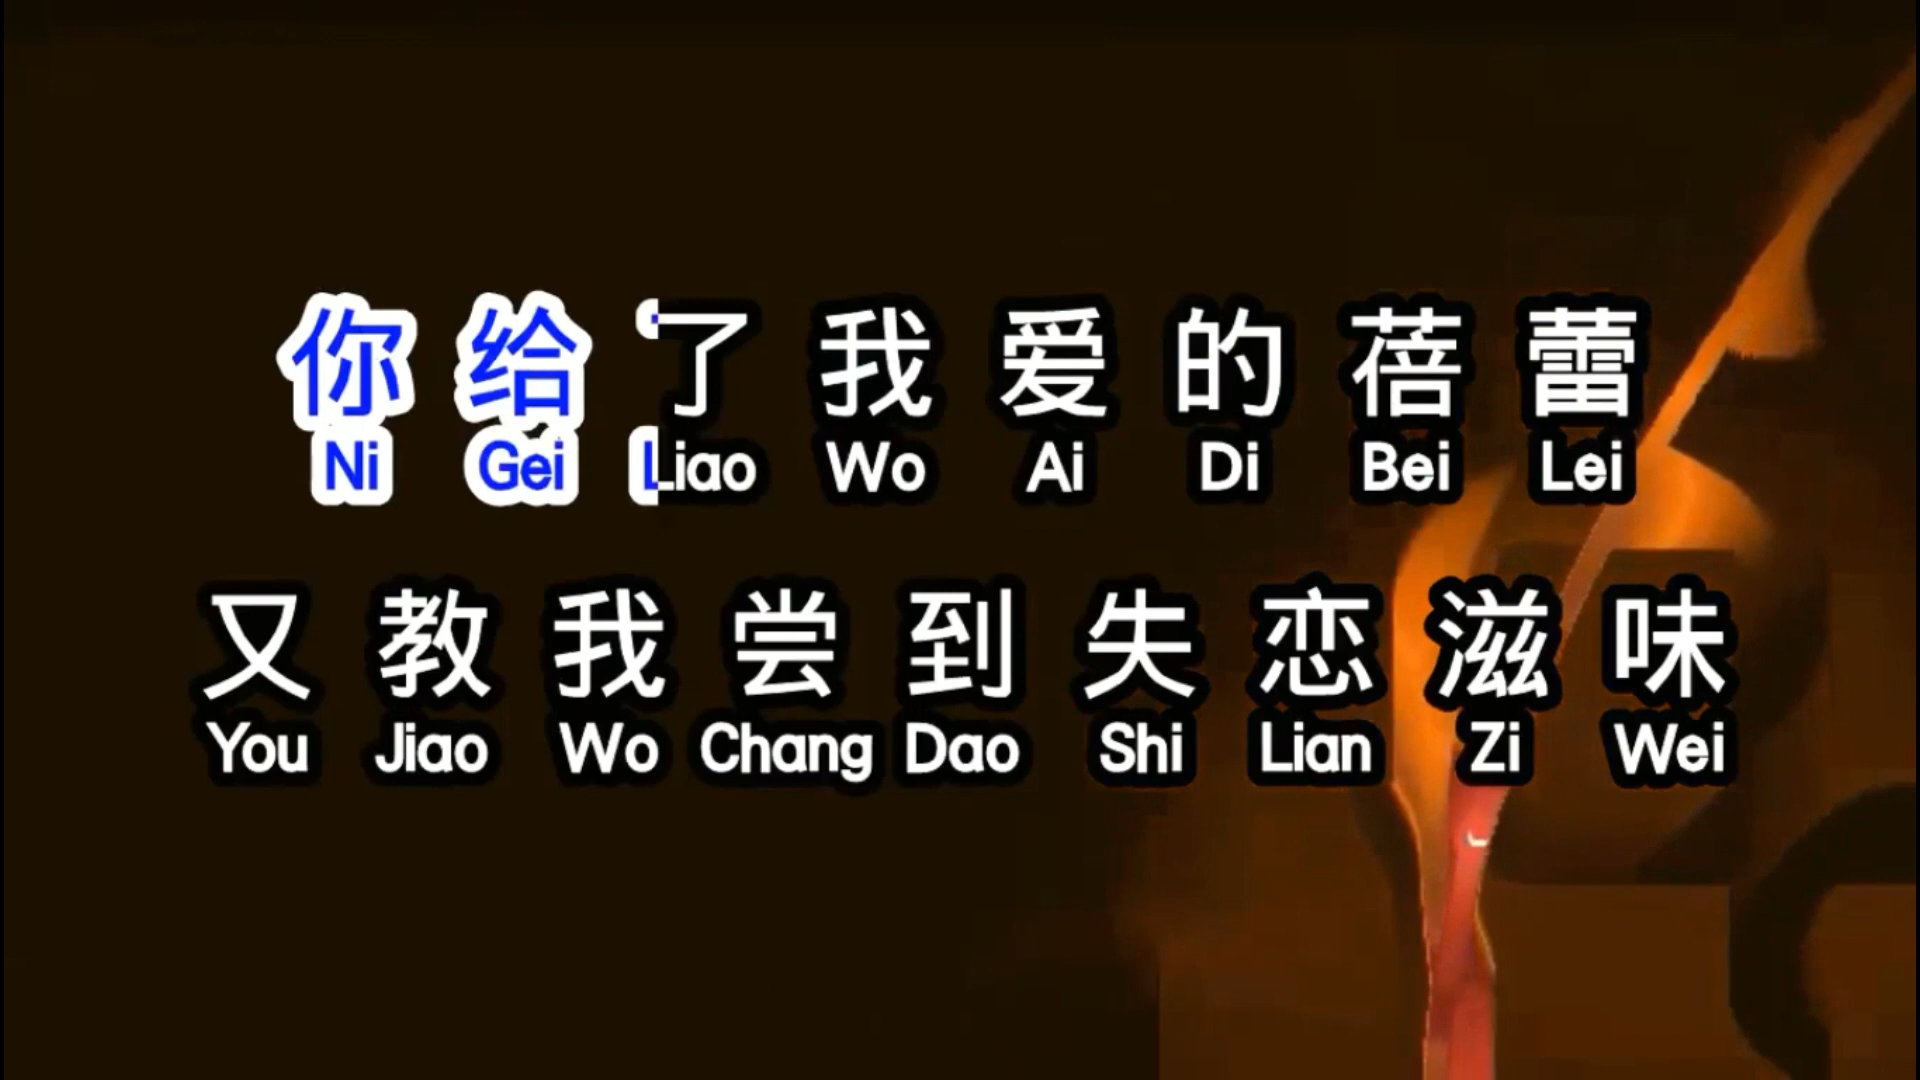 你 给 了 我 爱 的 蓓 蕾
Ni Gei Liao Wo Ai Di Bei Lei
又 教 我 尝 到 失 恋 滋 味
You Jiao Wo Chang Dao Shi Lian Zi Wei